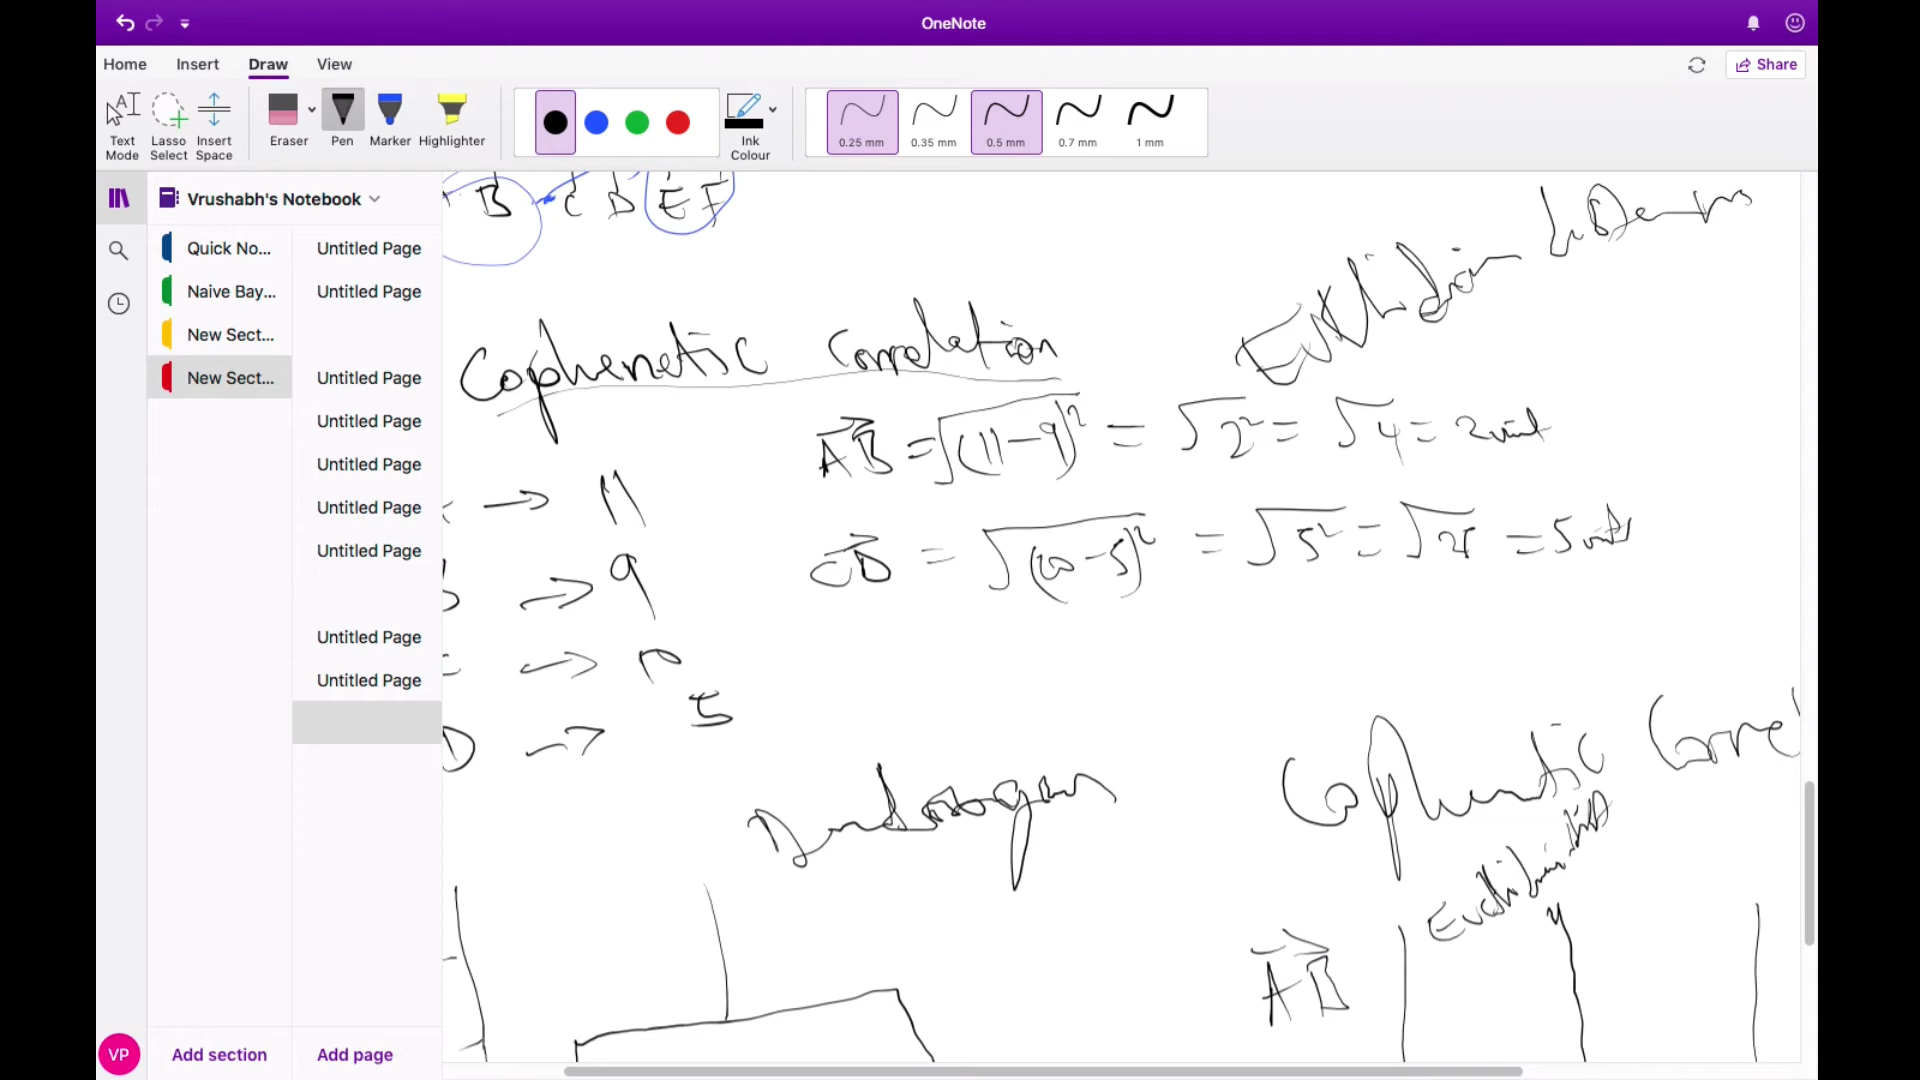 OneNote
Home Insert Draw View
Share
Text Mode
Lasso Select
Insert Space
Eraser
Pen
Marker
Highlighter
Ink Colour
0.25 mm
0.35 mm
0.5 mm
0.7 mm
1 mm
Vrushabh's Notebook
Quick No...
Naive Bay...
New Sect...
New Sect...
Untitled Page
Untitled Page
Untitled Page
Untitled Page
Untitled Page
Untitled Page
Untitled Page
Untitled Page
Untitled Page
VP
Add section
Add page
B C D E F
Cophenetic Correlation
AB = √(11-9)² = √2² = √4 = 2 unit
→ 11
CD = √(10-5)² = √5² = √25 = 5 units
→ 9
→
D → 5
Cophenetic Corre
AB